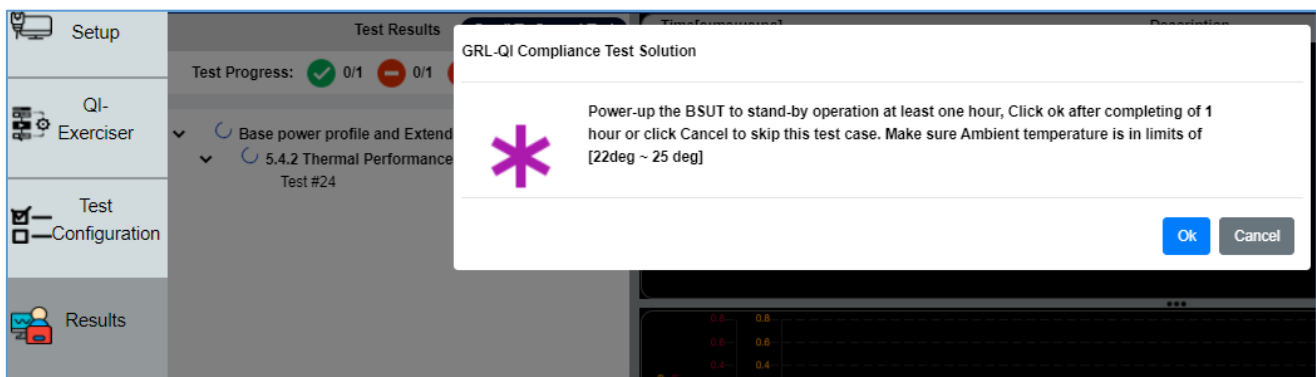 Setup
QI-
Exerciser
Test
Configuration
Results
Test Results
Test Progress: 0/1 0/1
Base power profile and Extend
5.4.2 Thermal Performance
Test #24
Description
GRL-QI Compliance Test Solution
Power-up the BSUT to stand-by operation at least one hour, Click ok after completing of 1
hour or click Cancel to skip this test case. Make sure Ambient temperature is in limits of
[22deg ~ 25 deg]
Ok
Cancel
0.8 0.8
0.6 0.6
0.4 0.4